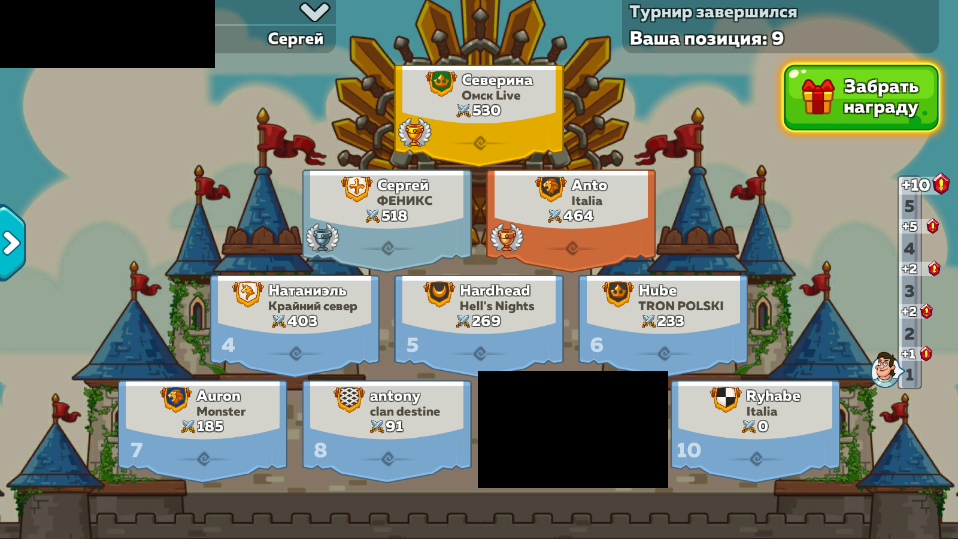 Турнир завершился
Сергей
Ваша позиция: 9
Северина
Омск Live
530
Забрать
награду
Сергей
ФЕНИКС
518
Anto
Italia
464
+10
5
+5
4
+2
3
+2
2
+1
1
Натаниэль
Крайний север
403
4
Hardhead
Hell's Nights
269
5
Hube
TRON POLSKI
233
6
Auron
Monster
185
7
antony
clan destine
91
8
Ryhabe
Italia
0
10